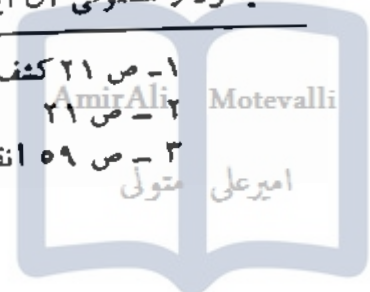 ۱ـ ص ۲۱ کشف
AmirAli Motevalli
۲ ـ ص ۲۱
۳ ـ ص ۵۹
امیرعلی متولی